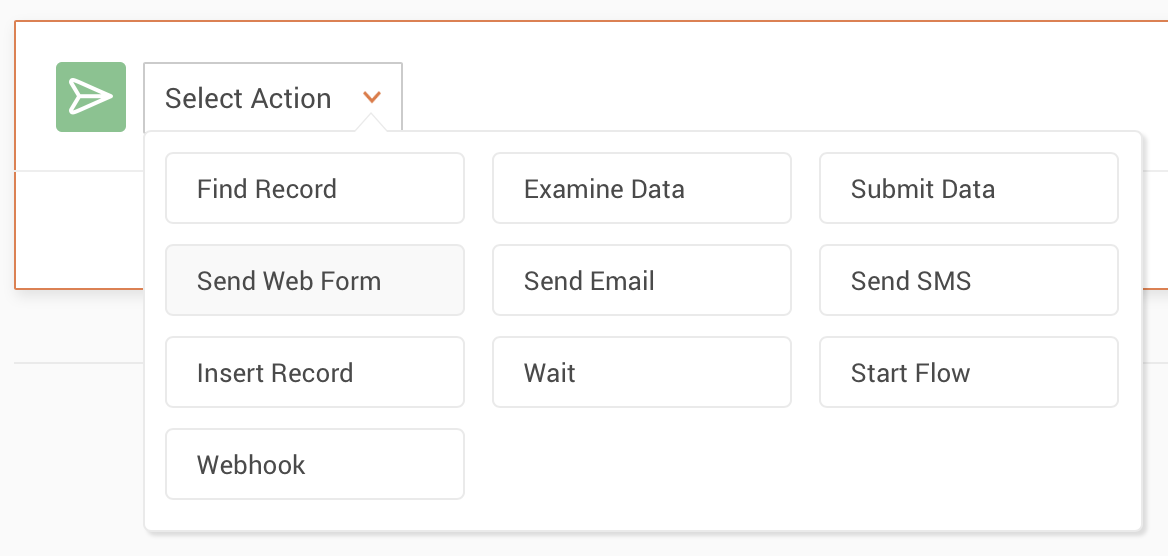 Select Action
Find Record
Examine Data
Submit Data
Send Web Form
Send Email
Send SMS
Insert Record
Wait
Start Flow
Webhook